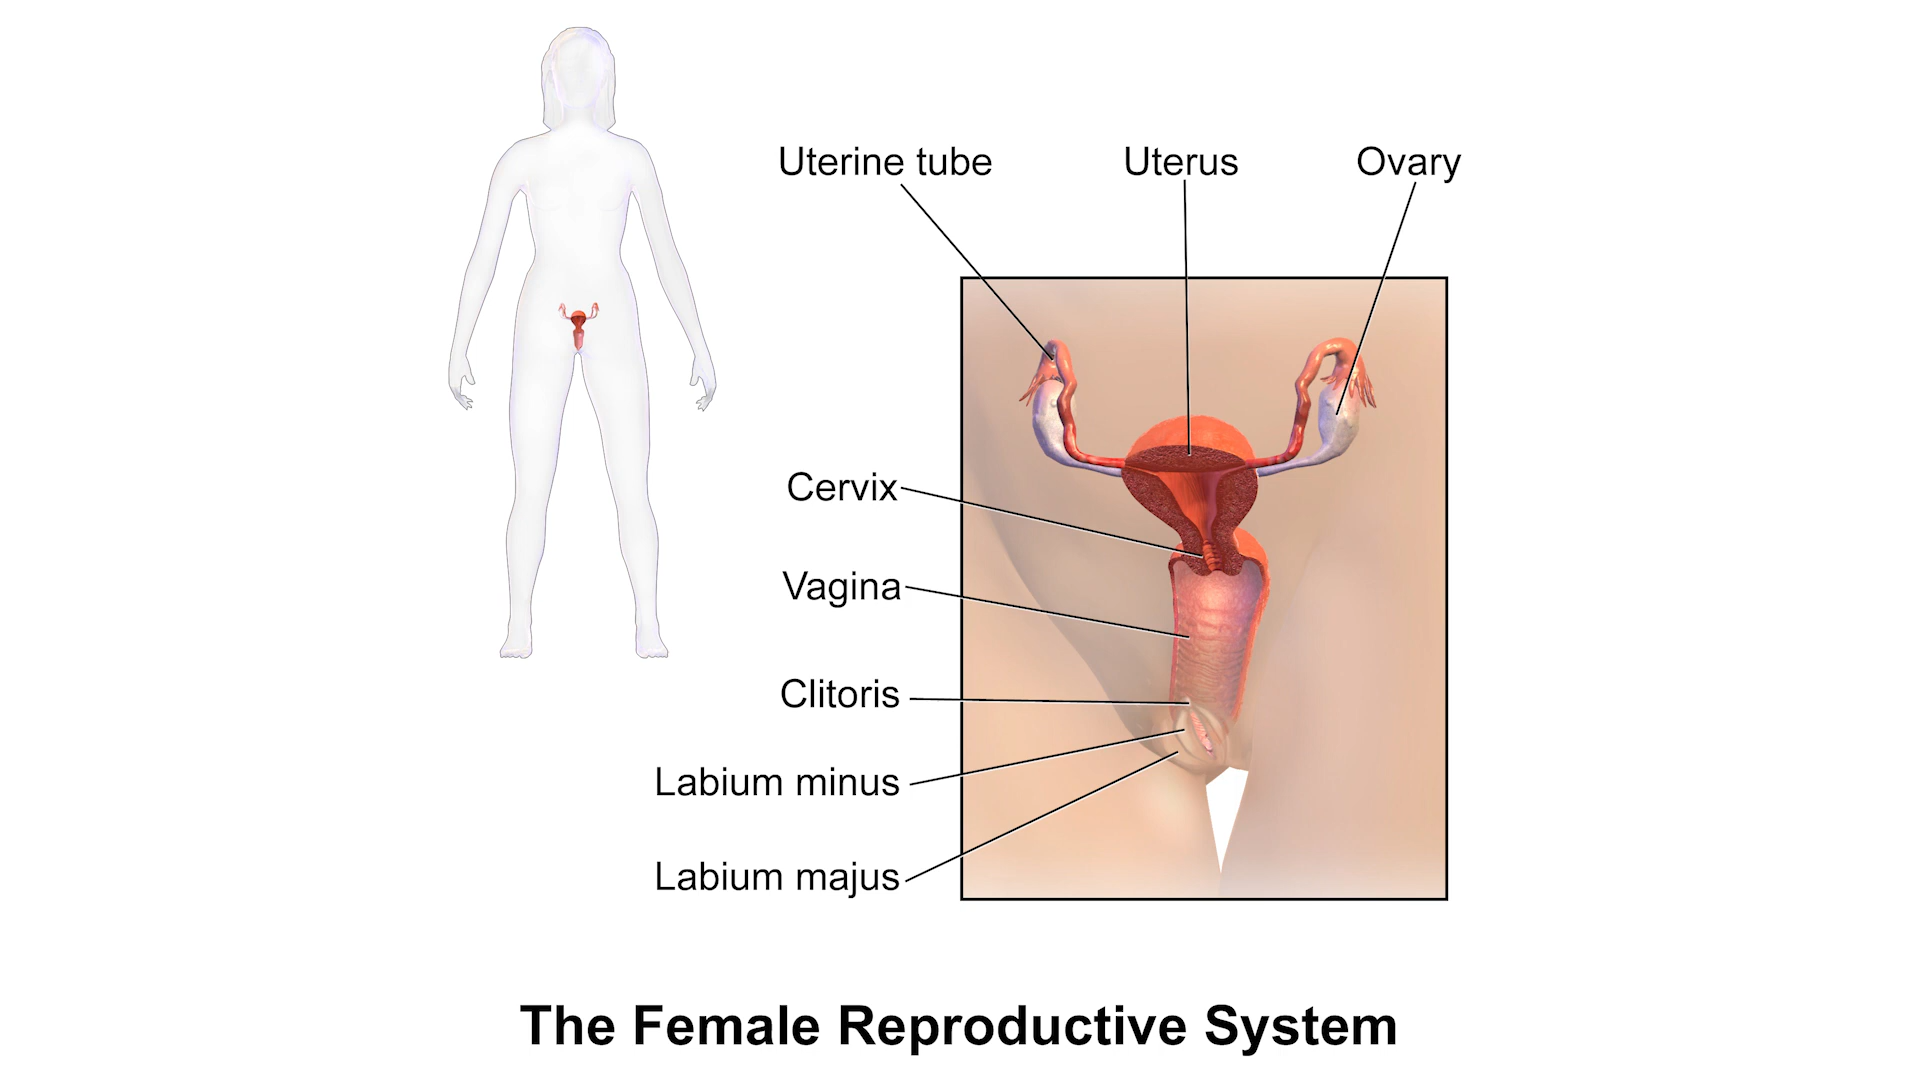 Uterine tube
Uterus
Ovary
Cervix
Vagina
Clitoris
Labium minus
Labium majus
The Female Reproductive System